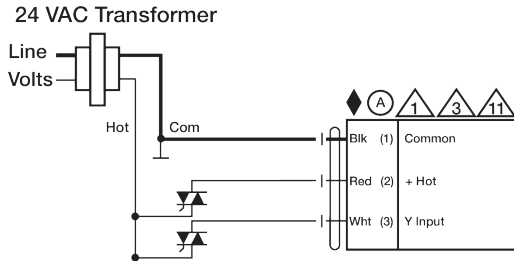 24 VAC Transformer
Line
Volts
Hot
Com
A
1
3
11
Blk (1) Common
Red (2) + Hot
Wht (3) Y Input